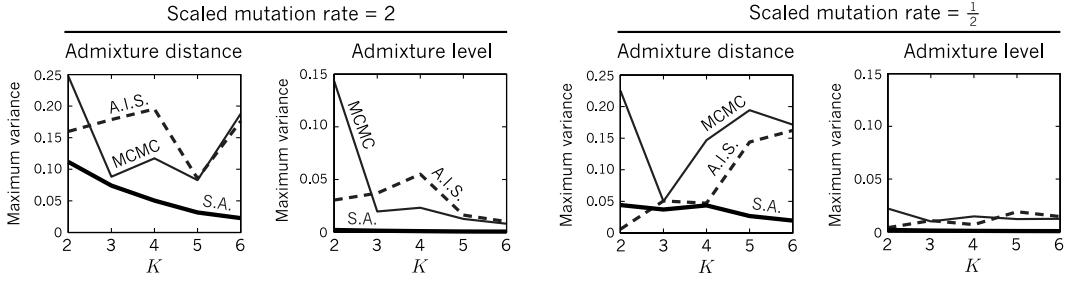 Scaled mutation rate = 2
Scaled mutation rate = 1/2
Admixture distance
Admixture level
Admixture distance
Admixture level
Maximum variance
0.25
0.20
0.15
0.10
0.05
0
A.I.S.
MCMC
S.A.
2 3 4 5 6
K
Maximum variance
0.15
0.10
0.05
0
MCMC
A.I.S.
S.A.
2 3 4 5 6
K
Maximum variance
0.25
0.20
0.15
0.10
0.05
0
MCMC
A.I.S.
S.A.
2 3 4 5 6
K
Maximum variance
0.15
0.10
0.05
0
2 3 4 5 6
K